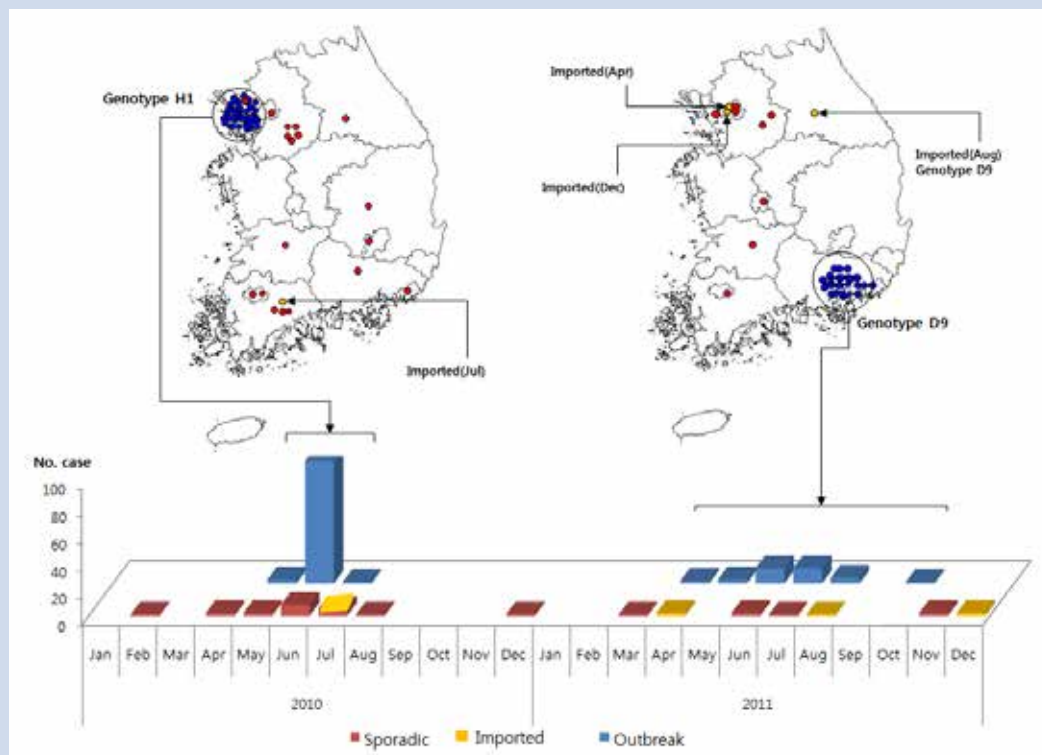 Genotype H1
Imported(Jul)
Imported(Apr)
Imported(Dec)
Imported(Aug)
Genotype D9
Genotype D9
No. case
100
80
60
40
20
0
Jan Feb Mar Apr May Jun Jul Aug Sep Oct Nov Dec Jan Feb Mar Apr May Jun Jul Aug Sep Oct Nov Dec
2010 2011
Sporadic Imported Outbreak